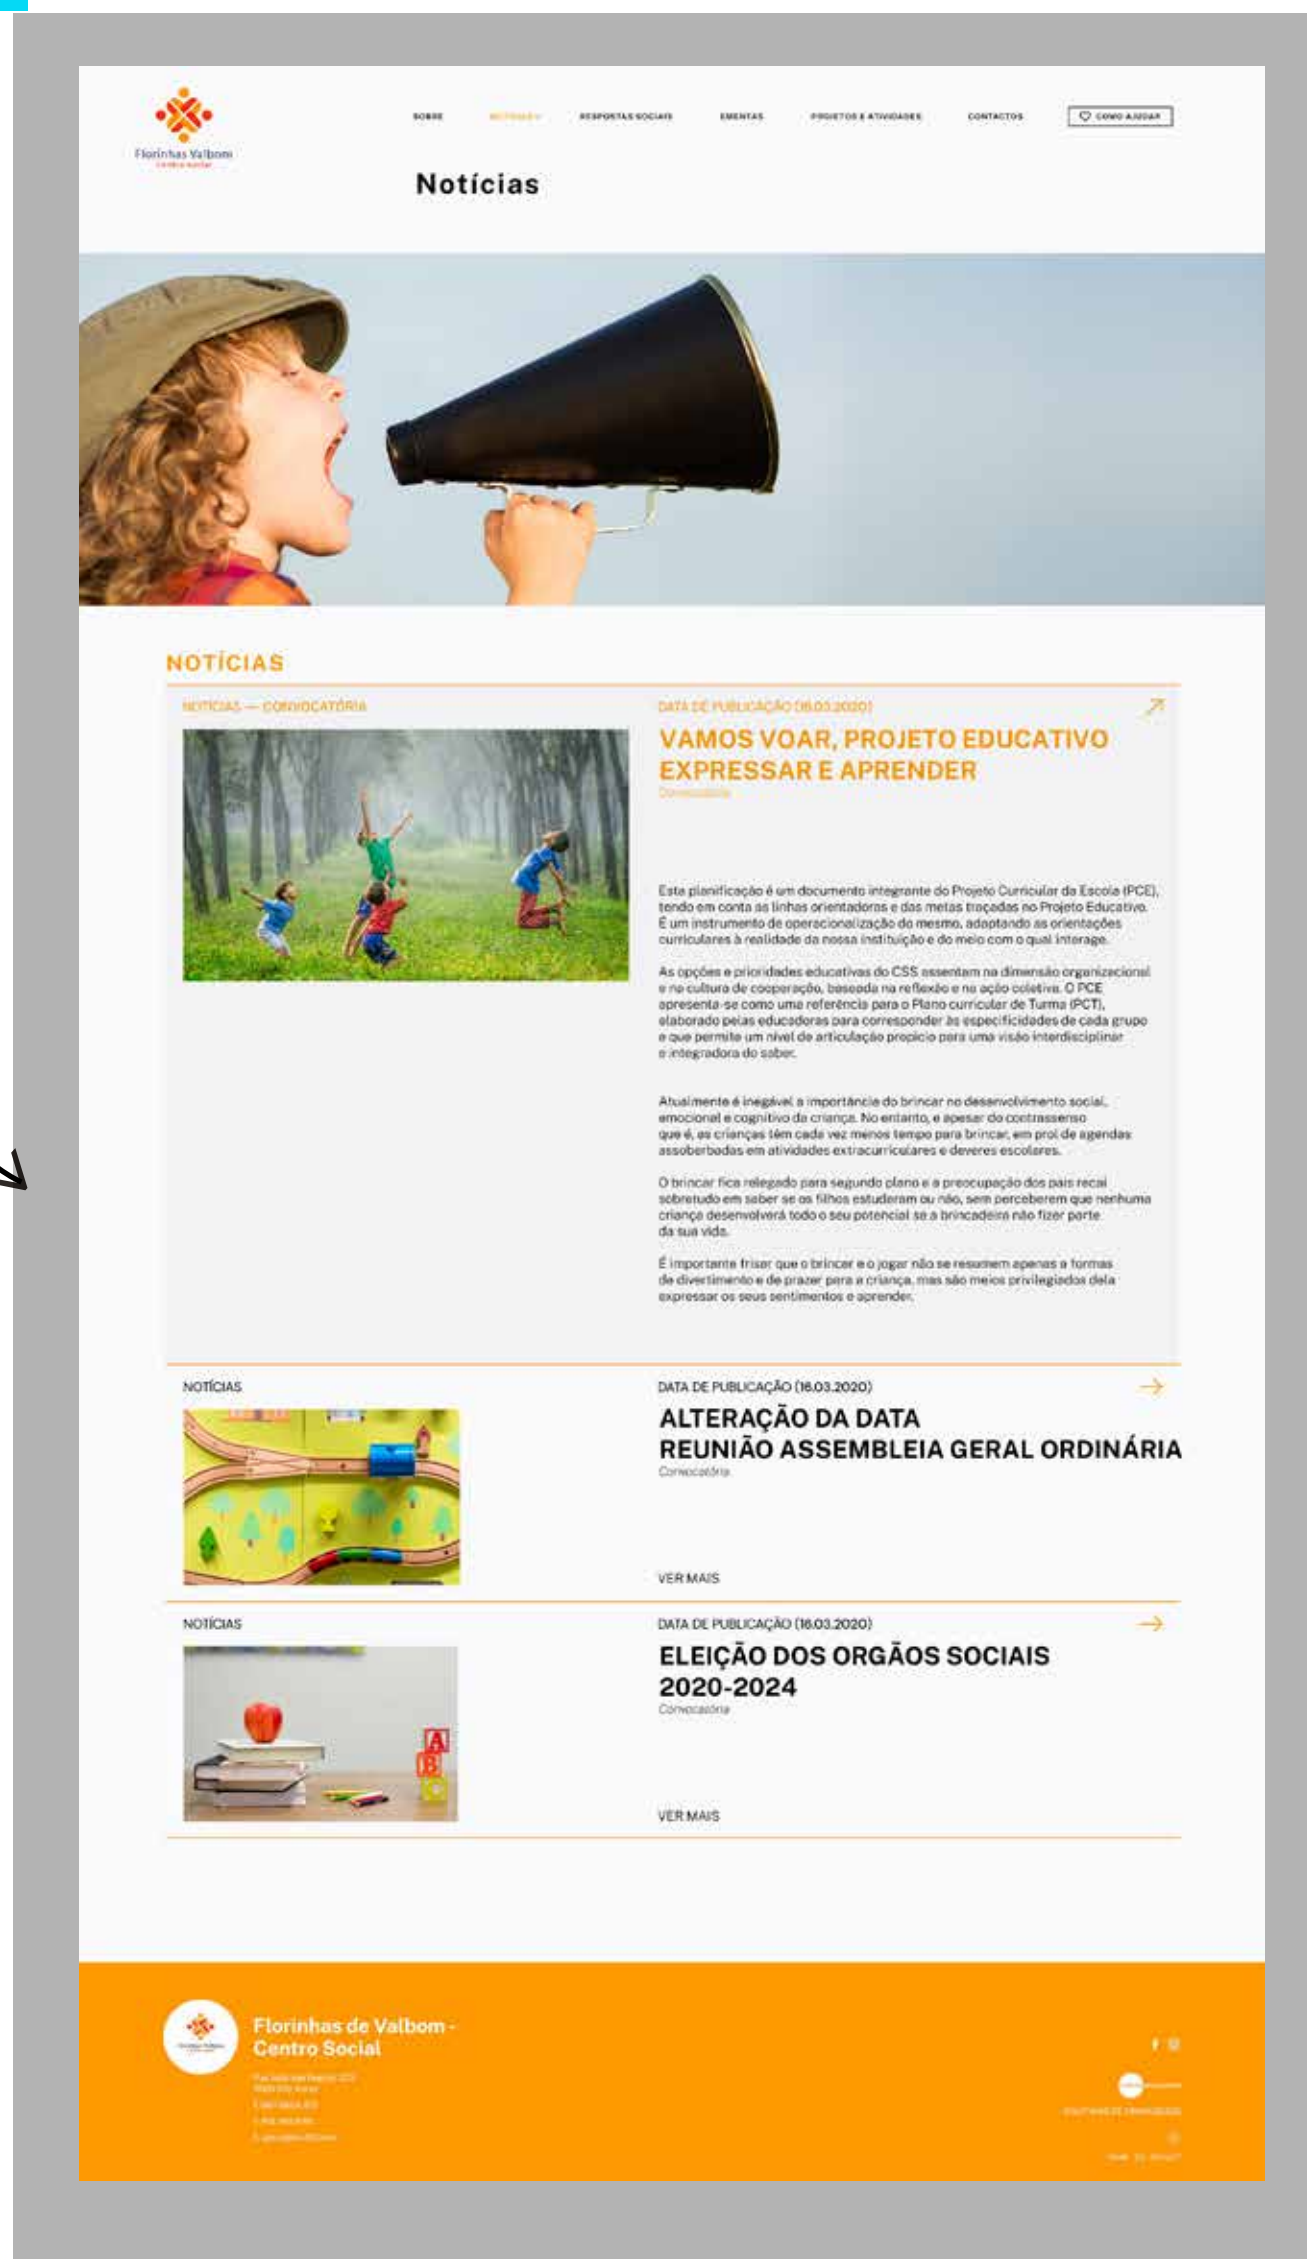 Florinhas Valbom
Centro Social
SOBRE
NOTÍCIAS
RESPOSTAS SOCIAIS
EMENTAS
PROJETOS E ATIVIDADES
CONTACTOS
COMO AJUDAR
Notícias
NOTÍCIAS
NOTÍCIAS — CONVOCATÓRIA
DATA DE PUBLICAÇÃO (16.03.2020)
VAMOS VOAR, PROJETO EDUCATIVO
EXPRESSAR E APRENDER
Convocatória
Esta planificação é um documento integrante do Projeto Curricular da Escola (PCE),
tendo em conta as linhas orientadoras e das metas traçadas no Projeto Educativo.
É um instrumento de operacionalização do mesmo, adaptando as orientações
curriculares à realidade da nossa instituição e do meio com o qual interage.
As opções e prioridades educativas do CSS assentam na dimensão organizacional
e na cultura de cooperação, baseada na reflexão e na ação coletiva. O PCE
apresenta-se como uma referência para o Plano curricular de Turma (PCT),
elaborado pelas educadoras para corresponder às especificidades de cada grupo
e que permite um nível de articulação propício para uma visão interdisciplinar
e integradora do saber.
Atualmente é inegável a importância do brincar no desenvolvimento social,
emocional e cognitivo da criança. No entanto, e apesar do contrassenso
que é, as crianças têm cada vez menos tempo para brincar, em prol de agendas
assoberbadas em atividades extracurriculares e deveres escolares.
O brincar fica relegado para segundo plano e a preocupação dos pais recai
sobretudo em saber se os filhos estudaram ou não, sem perceberem que nenhuma
criança desenvolverá todo o seu potencial se a brincadeira não fizer parte
da sua vida.
É importante frisar que o brincar e o jogar não se resumem apenas a formas
de divertimento e de prazer para a criança, mas são meios privilegiados dela
expressar os seus sentimentos e aprender.
NOTÍCIAS
DATA DE PUBLICAÇÃO (16.03.2020)
ALTERAÇÃO DA DATA
REUNIÃO ASSEMBLEIA GERAL ORDINÁRIA
Convocatória
VER MAIS
NOTÍCIAS
DATA DE PUBLICAÇÃO (16.03.2020)
ELEIÇÃO DOS ORGÃOS SOCIAIS
2020-2024
Convocatória
A
B
VER MAIS
Florinhas de Valbom -
Centro Social